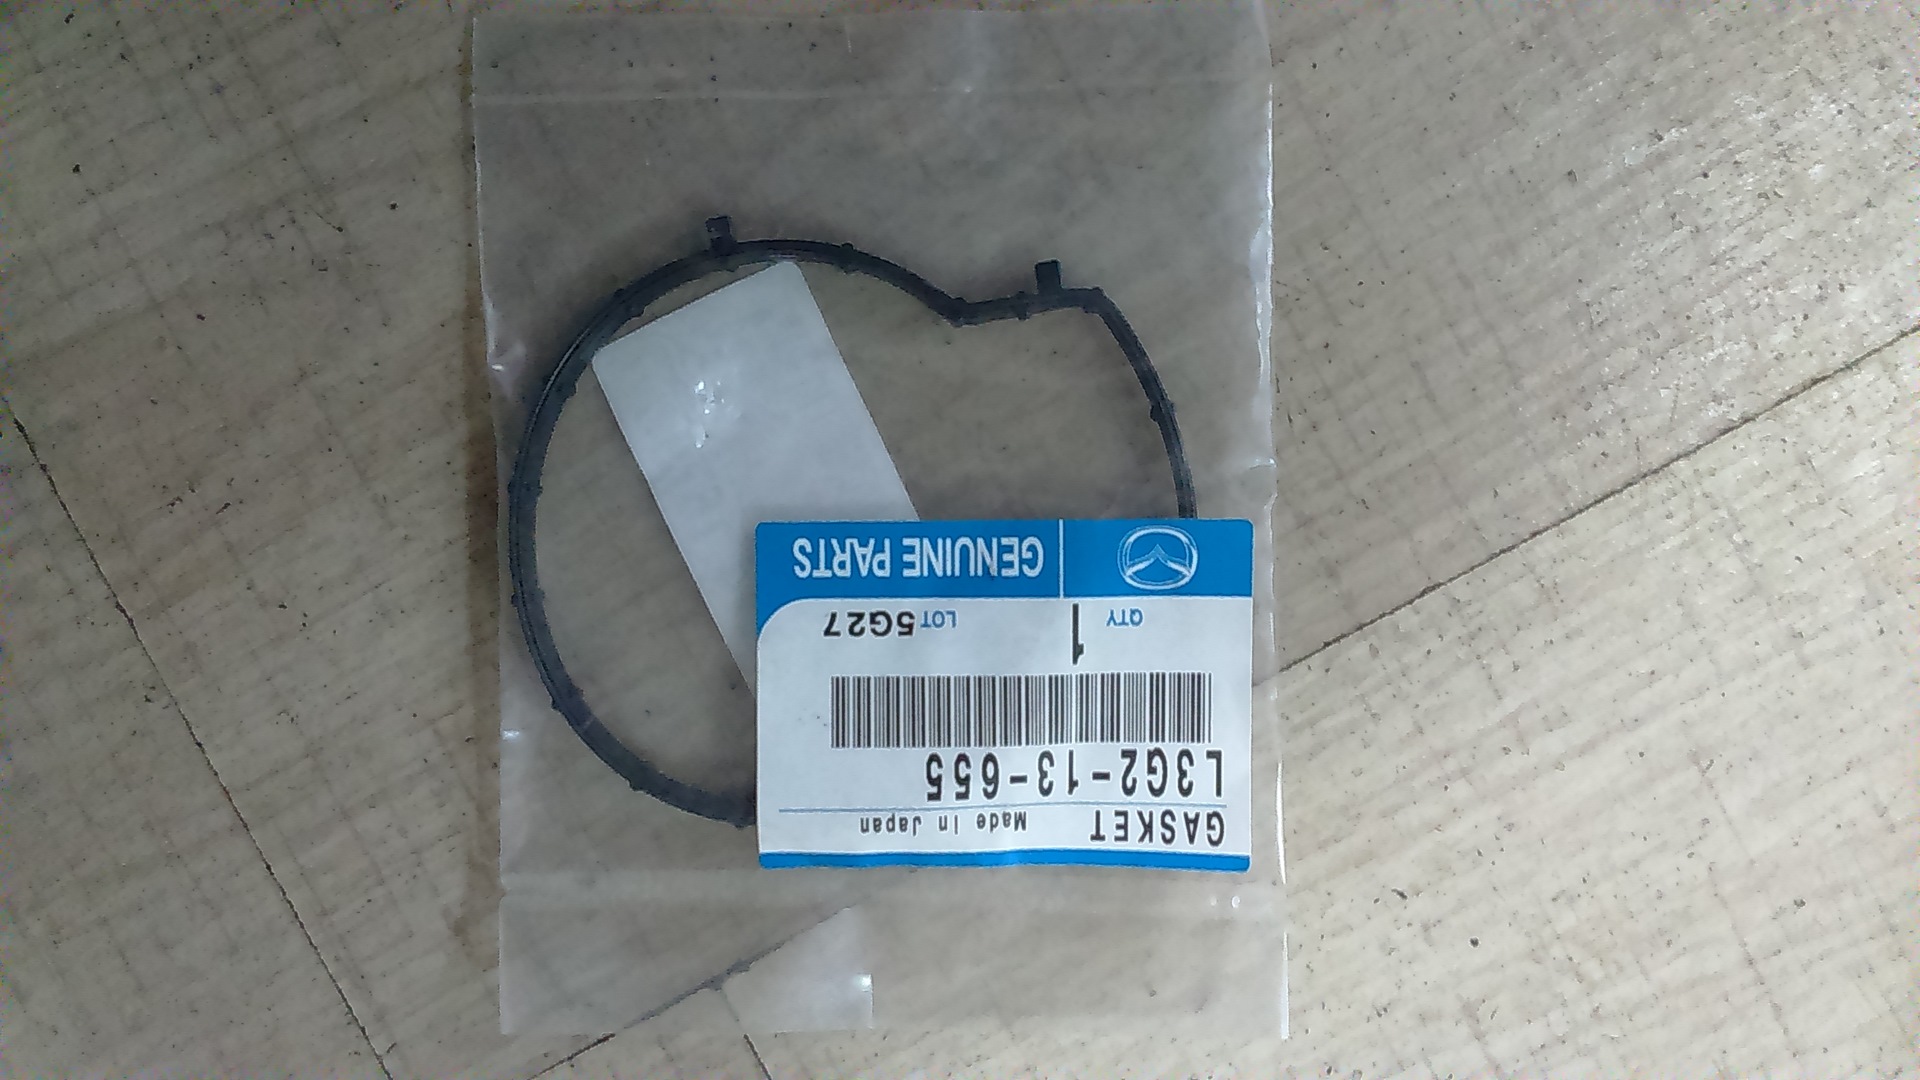 GASKET Made In Japan
L3G2-13-655
QTY 1 LOT 5G27
GENUINE PARTS